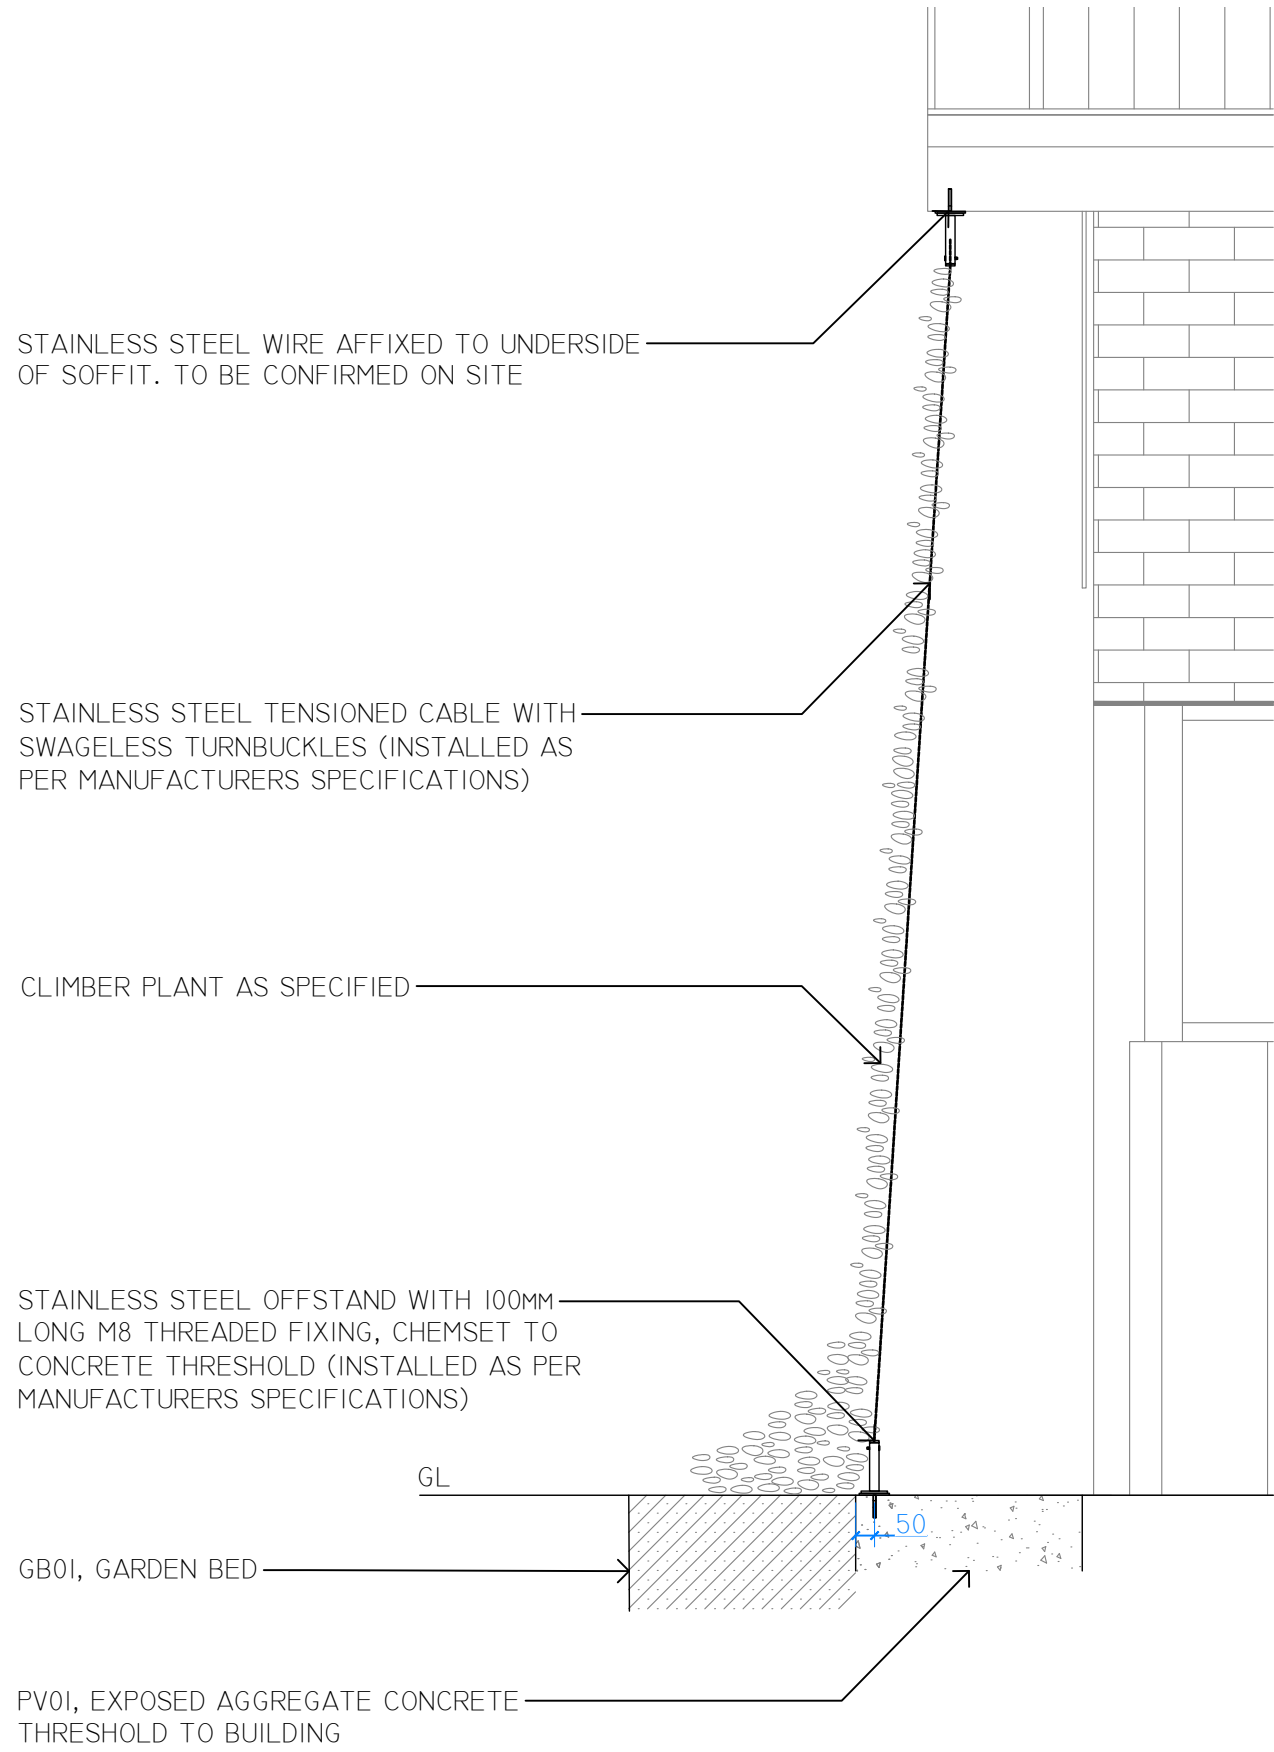 STAINLESS STEEL WIRE AFFIXED TO UNDERSIDE
OF SOFFIT. TO BE CONFIRMED ON SITE
STAINLESS STEEL TENSIONED CABLE WITH
SWAGELESS TURNBUCKLES (INSTALLED AS
PER MANUFACTURERS SPECIFICATIONS)
CLIMBER PLANT AS SPECIFIED
STAINLESS STEEL OFFSTAND WITH 100MM
LONG M8 THREADED FIXING, CHEMSET TO
CONCRETE THRESHOLD (INSTALLED AS PER
MANUFACTURERS SPECIFICATIONS)
GL
50
GB01, GARDEN BED
PV01, EXPOSED AGGREGATE CONCRETE
THRESHOLD TO BUILDING